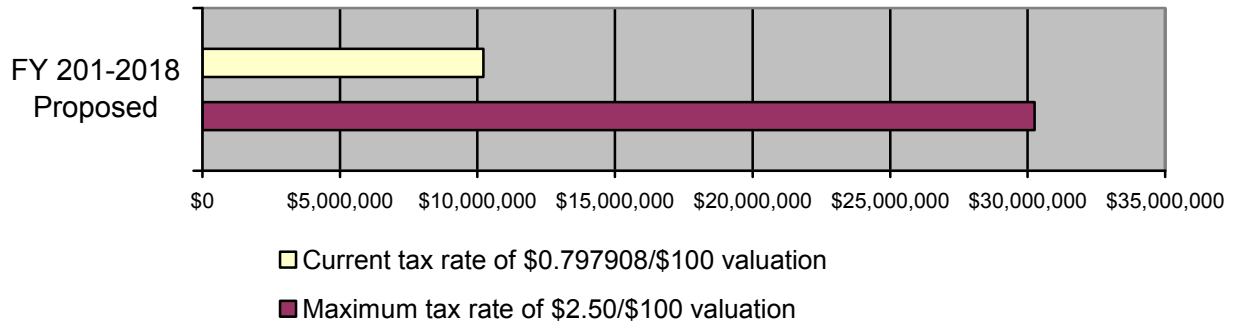 FY 201-2018
Proposed
$0 $5,000,000 $10,000,000 $15,000,000 $20,000,000 $25,000,000 $30,000,000 $35,000,000
Current tax rate of $0.797908/$100 valuation
Maximum tax rate of $2.50/$100 valuation